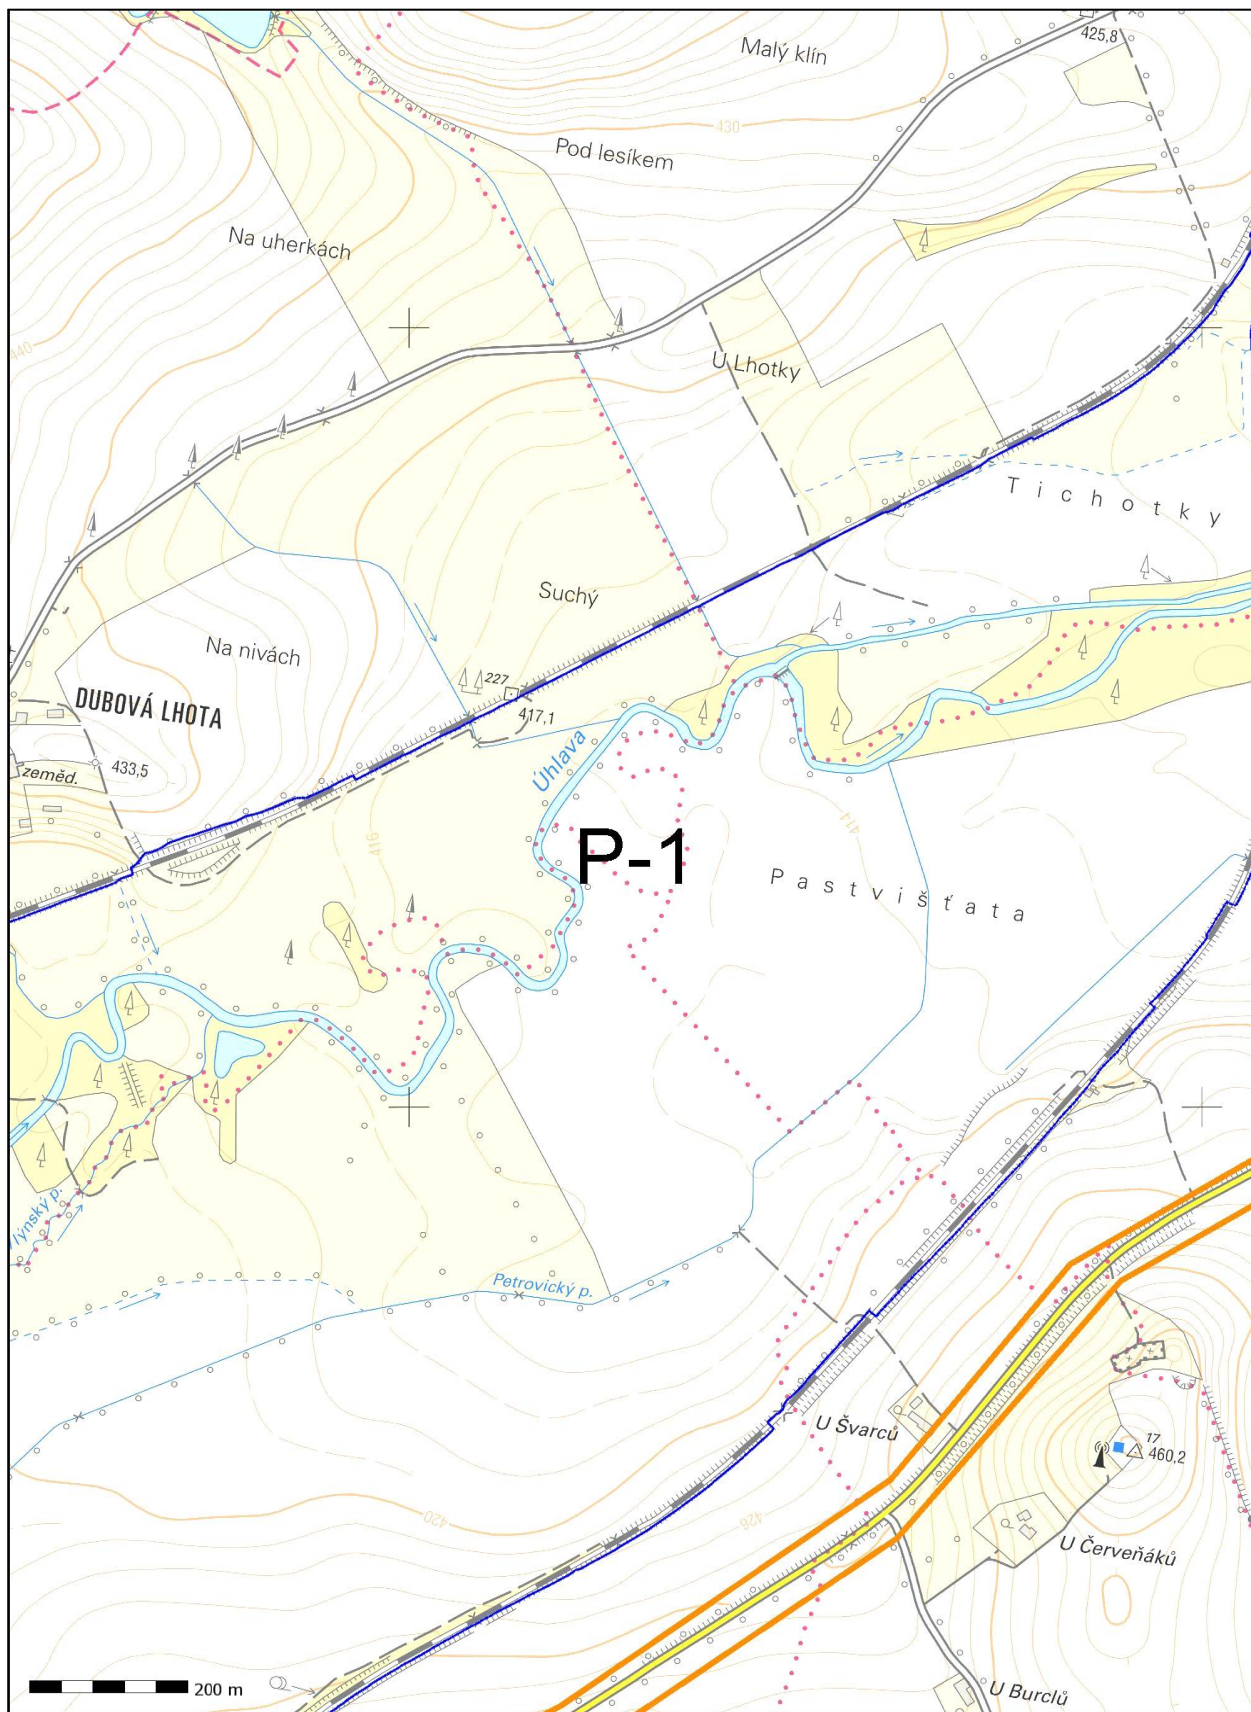 425,8
Malý klín
430
Pod lesíkem
Na uherkách
440
U Lhotky
Tichotky
Suchý
Na nivách
227
417,1
DUBOVÁ LHOTA
Úhlava
433,5
zeměd.
416
414
P-1
Pastvišťata
lýnský p.
Petrovický p.
U Švarců
17
460,2
420
426
U Červeňáků
200 m
U Burclů